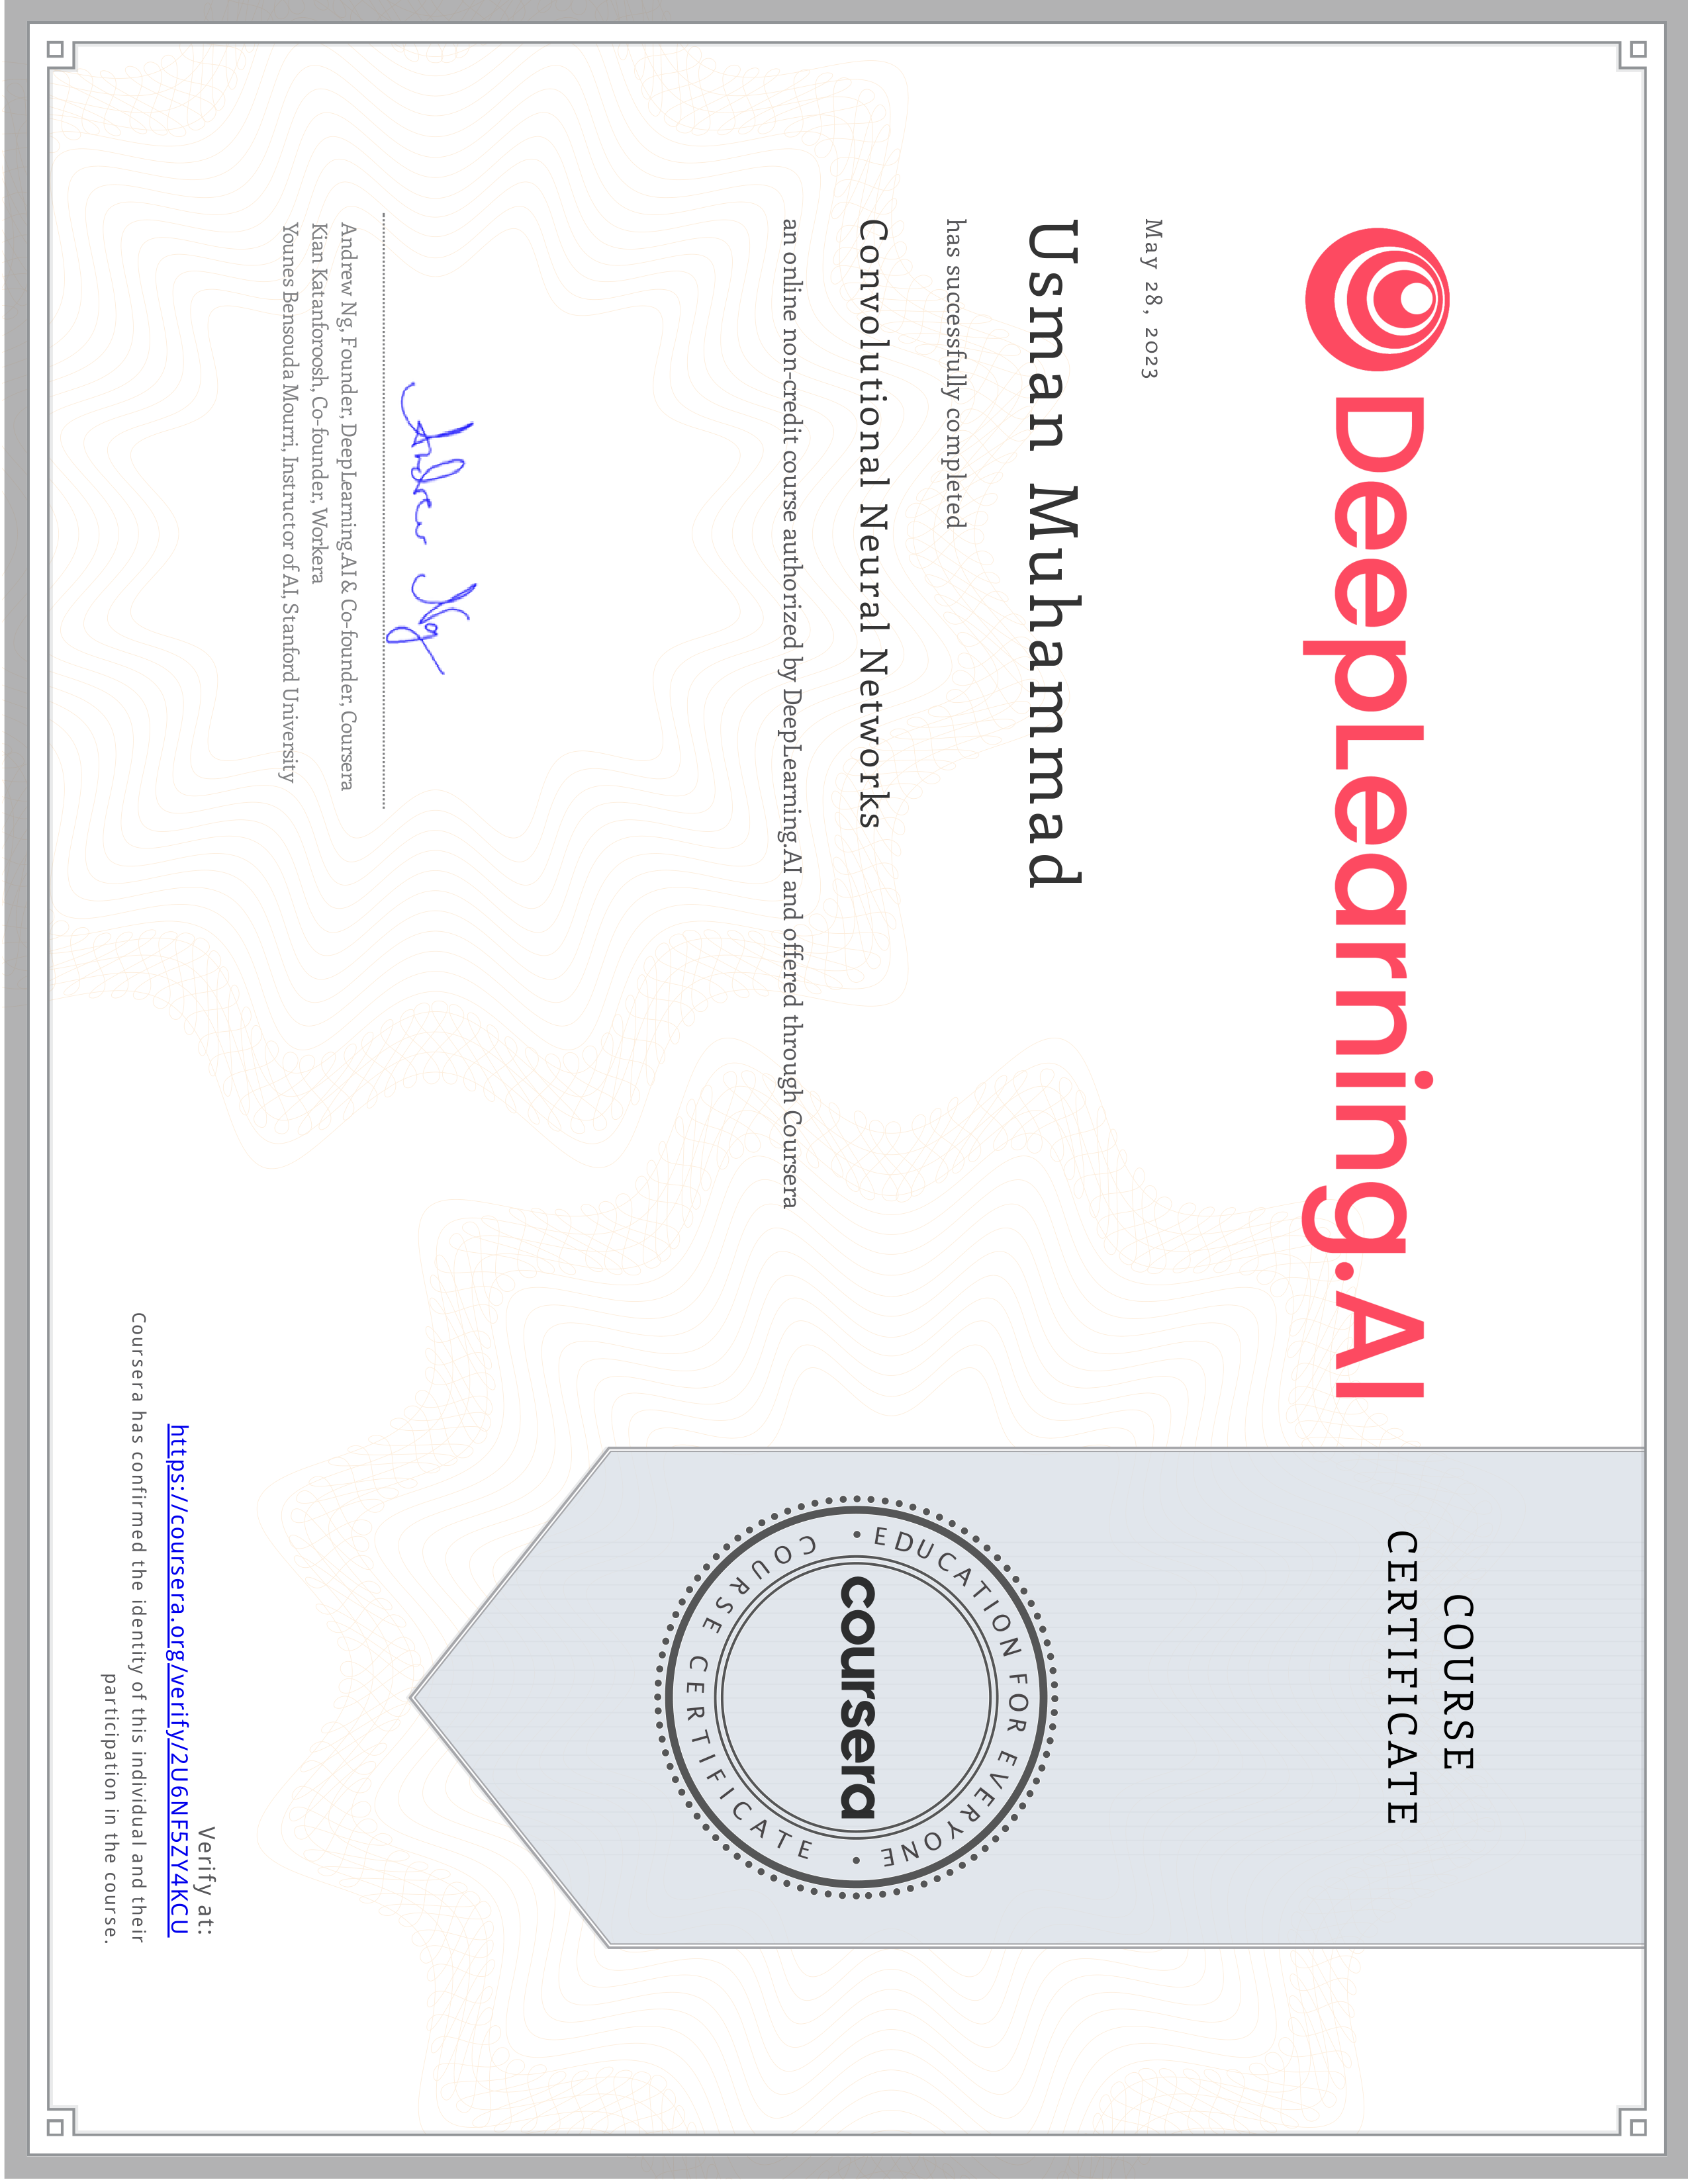 DeepLearning.AI
May 28, 2023
Usman Muhammad
has successfully completed
Convolutional Neural Networks
an online non-credit course authorized by DeepLearning.AI and offered through Coursera
Andrew Ng
Andrew Ng, Founder, DeepLearning.AI & Co-founder, Coursera
Kian Katanforoosh, Co-founder, Workera
Younes Bensouda Mourri, Instructor of AI, Stanford University
COURSE
CERTIFICATE
EDUCATION FOR EVERYONE
coursera
COURSE CERTIFICATE
Verify at:
https://coursera.org/verify/2U6NF5ZY4KCU
Coursera has confirmed the identity of this individual and their
participation in the course.